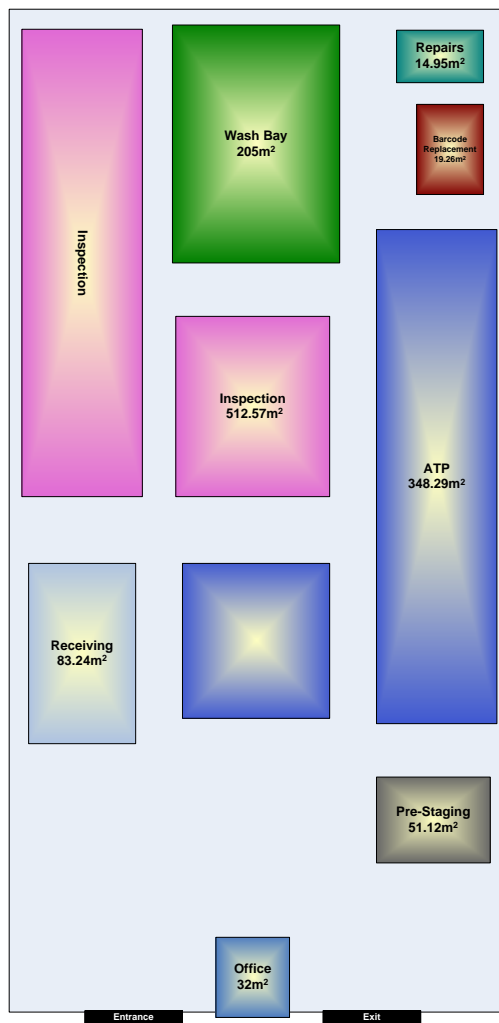 Repairs
14.95m²
Wash Bay
205m²
Barcode
Replacement
19.26m²
Inspection
Inspection
512.57m²
ATP
348.29m²
Receiving
83.24m²
Pre-Staging
51.12m²
Office
32m²
Entrance
Exit